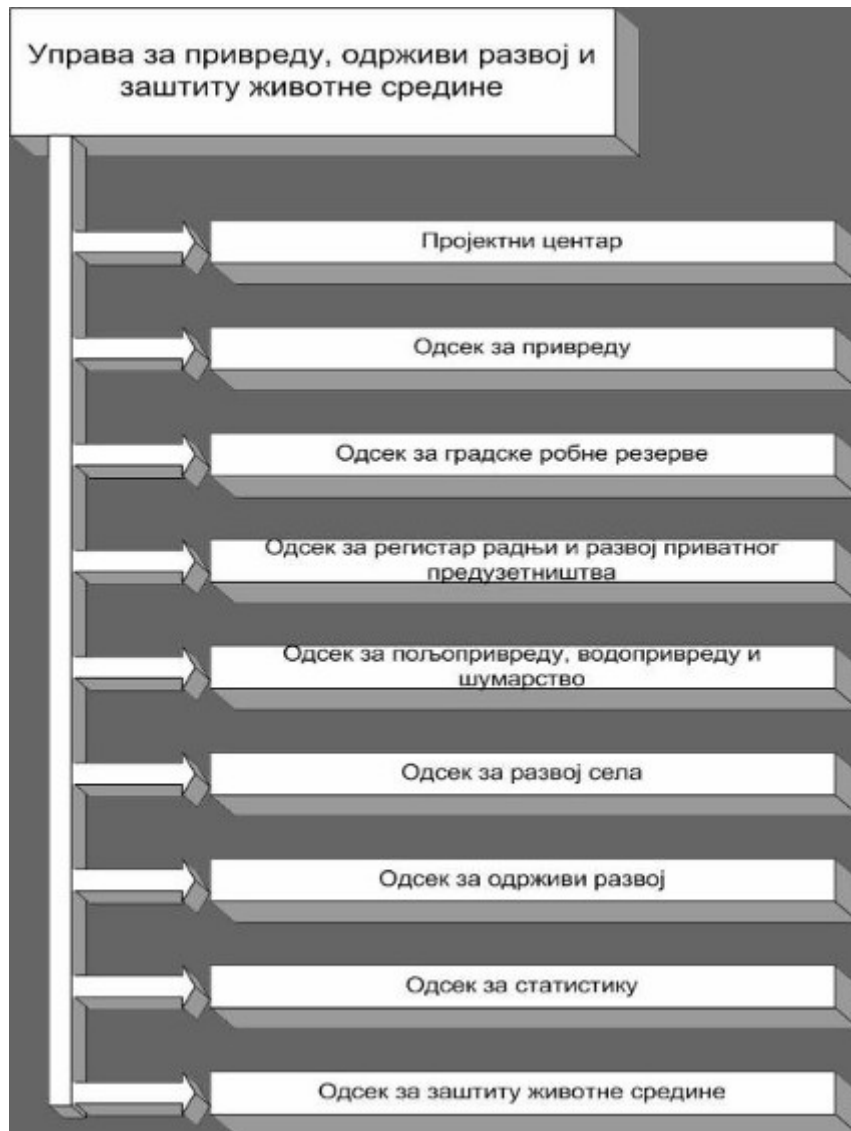 Управа за привреду, одрживи развој и
заштиту животне средине
Пројектни центар
Одсек за привреду
Одсек за градске робне резерве
Одсек за регистар радњи и развој приватног
предузетништва
Одсек за пољопривреду, водопривреду и
шумарство
Одсек за развој села
Одсек за одрживи развој
Одсек за статистику
Одсек за заштиту животне средине